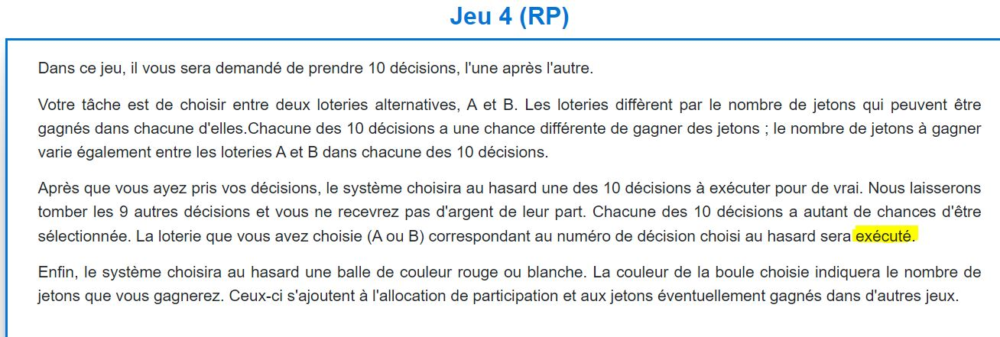 Jeu 4 (RP)
Dans ce jeu, il vous sera demandé de prendre 10 décisions, l'une après l'autre.
Votre tâche est de choisir entre deux loteries alternatives, A et B. Les loteries diffèrent par le nombre de jetons qui peuvent être
gagnés dans chacune d'elles.Chacune des 10 décisions a une chance différente de gagner des jetons ; le nombre de jetons à gagner
varie également entre les loteries A et B dans chacune des 10 décisions.
Après que vous ayez pris vos décisions, le système choisira au hasard une des 10 décisions à exécuter pour de vrai. Nous laisserons
tomber les 9 autres décisions et vous ne recevrez pas d'argent de leur part. Chacune des 10 décisions a autant de chances d'être
sélectionnée. La loterie que vous avez choisie (A ou B) correspondant au numéro de décision choisi au hasard sera exécuté.
Enfin, le système choisira au hasard une balle de couleur rouge ou blanche. La couleur de la boule choisie indiquera le nombre de
jetons que vous gagnerez. Ceux-ci s'ajoutent à l'allocation de participation et aux jetons éventuellement gagnés dans d'autres jeux.